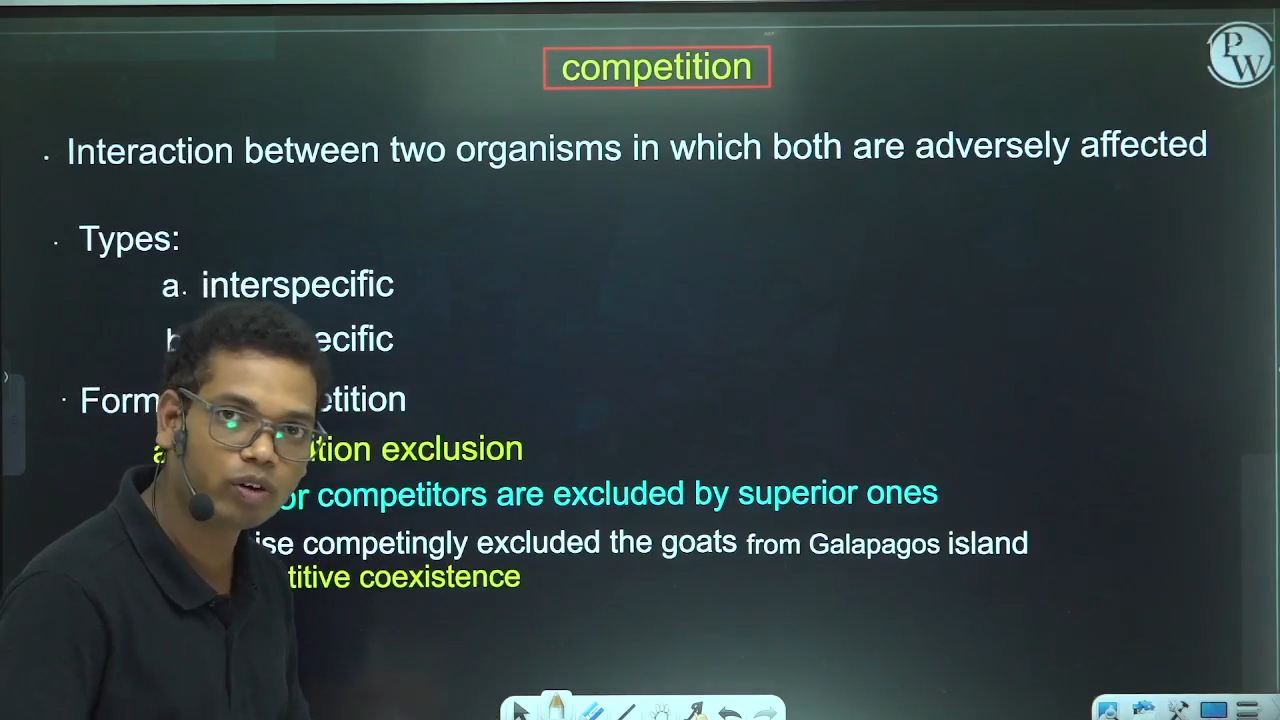 competition
PW
Interaction between two organisms in which both are adversely affected
Types:
a. interspecific
b ecific
Form etition
a tion exclusion
or competitors are excluded by superior ones
ise competingly excluded the goats from Galapagos island
titive coexistence